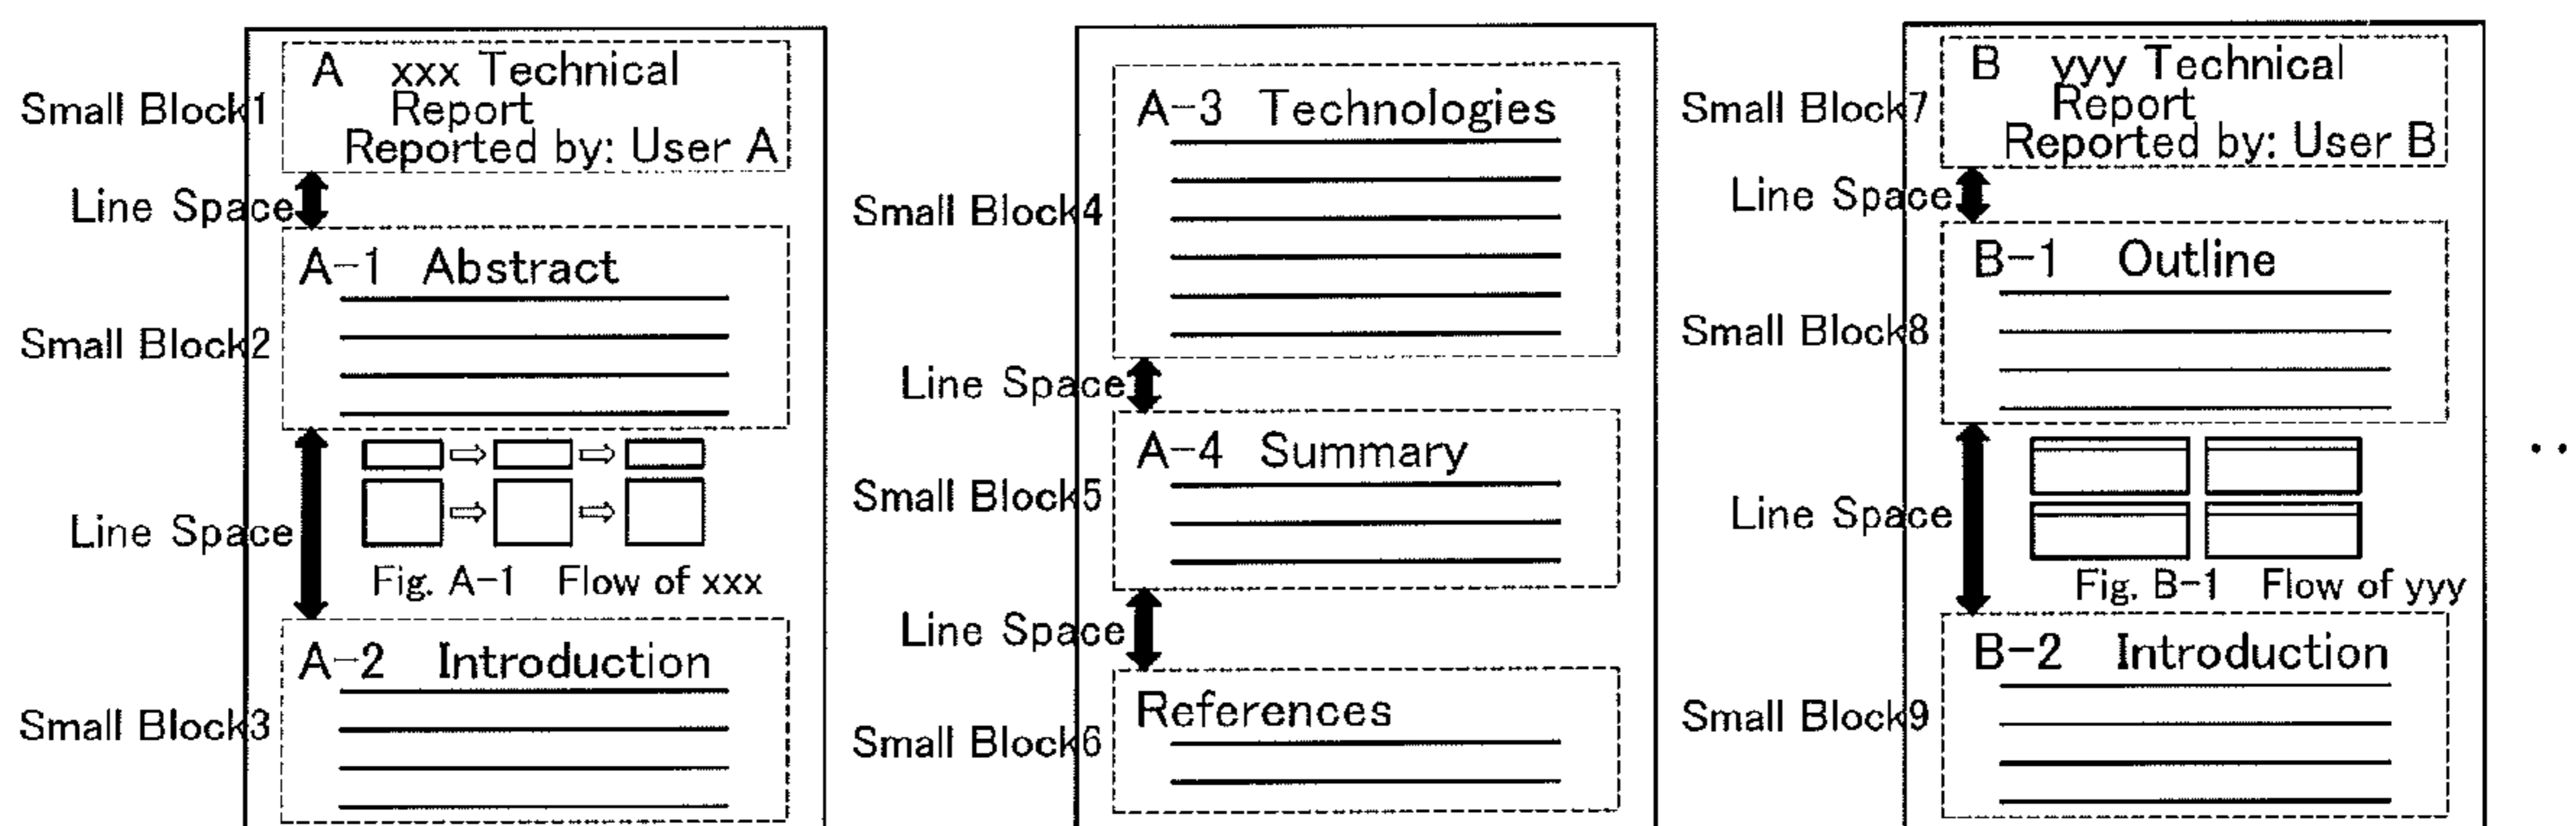 Small Block1
A xxx Technical
Report
Reported by: User A
Line Space
A-1 Abstract
Small Block2
Line Space
Fig. A-1 Flow of xxx
A-2 Introduction
Small Block3
A-3 Technologies
Small Block4
Line Space
A-4 Summary
Small Block5
Line Space
References
Small Block6
B yyy Technical
Report
Small Block7
Reported by: User B
Line Space
B-1 Outline
Small Block8
Line Space
Fig. B-1 Flow of yyy
B-2 Introduction
Small Block9